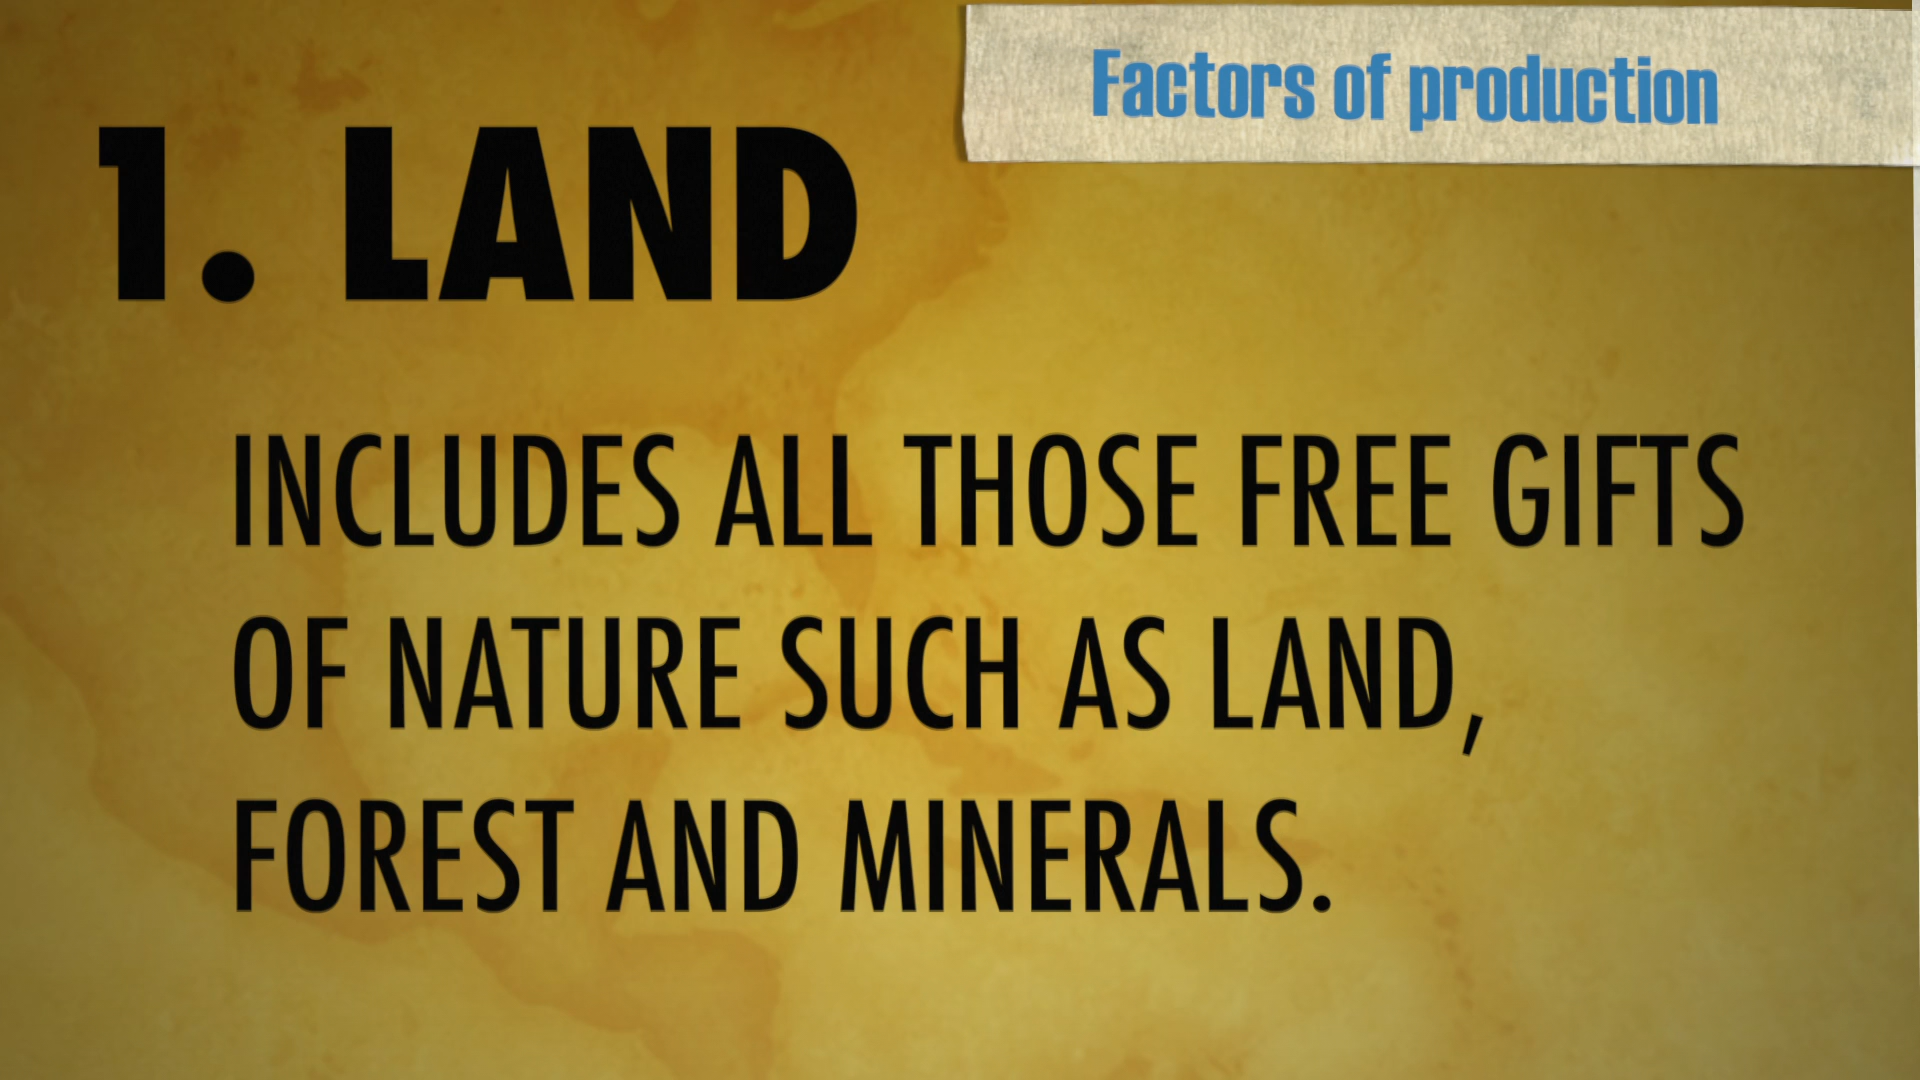 Factors of production
1. LAND
INCLUDES ALL THOSE FREE GIFTS
OF NATURE SUCH AS LAND,
FOREST AND MINERALS.